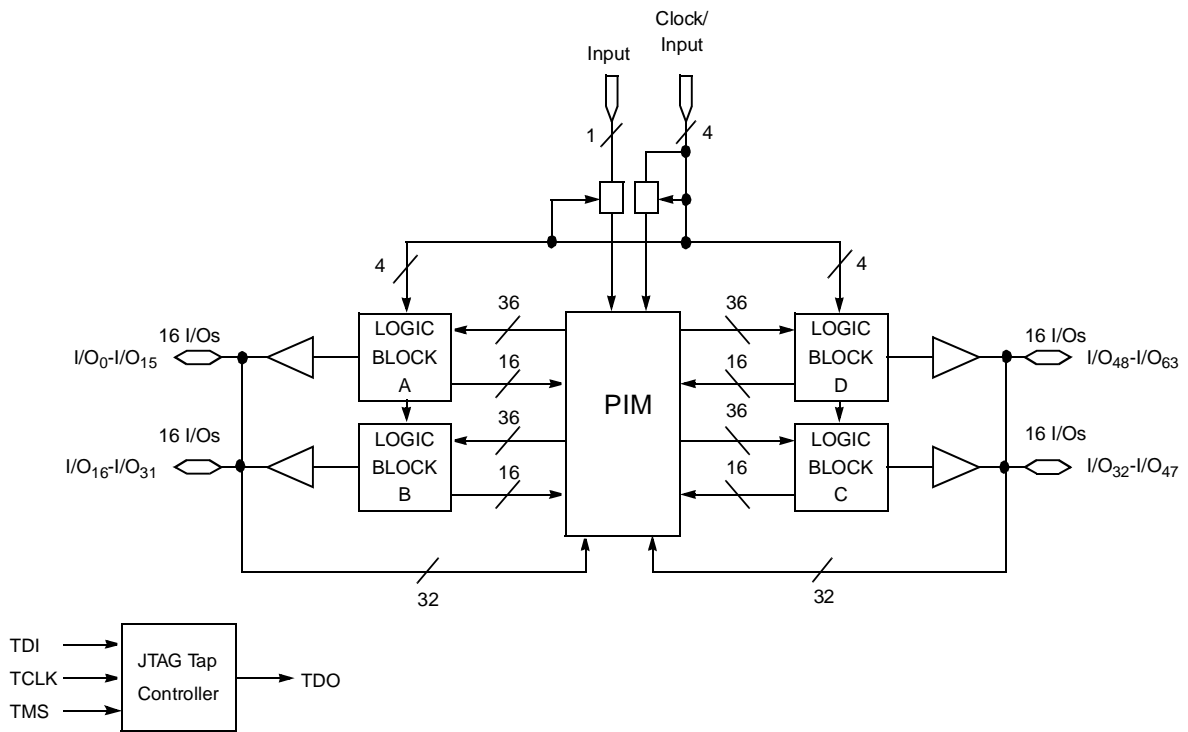 Clock/
Input
Input
1
4
4
4
36
36
16 I/Os
LOGIC
BLOCK
A
LOGIC
BLOCK
D
16 I/Os
I/O0-I/O15
I/O48-I/O63
16
16
PIM
36
36
16 I/Os
LOGIC
BLOCK
B
LOGIC
BLOCK
C
16 I/Os
I/O16-I/O31
I/O32-I/O47
16
16
32
32
TDI
TCLK
TMS
JTAG Tap
Controller
TDO